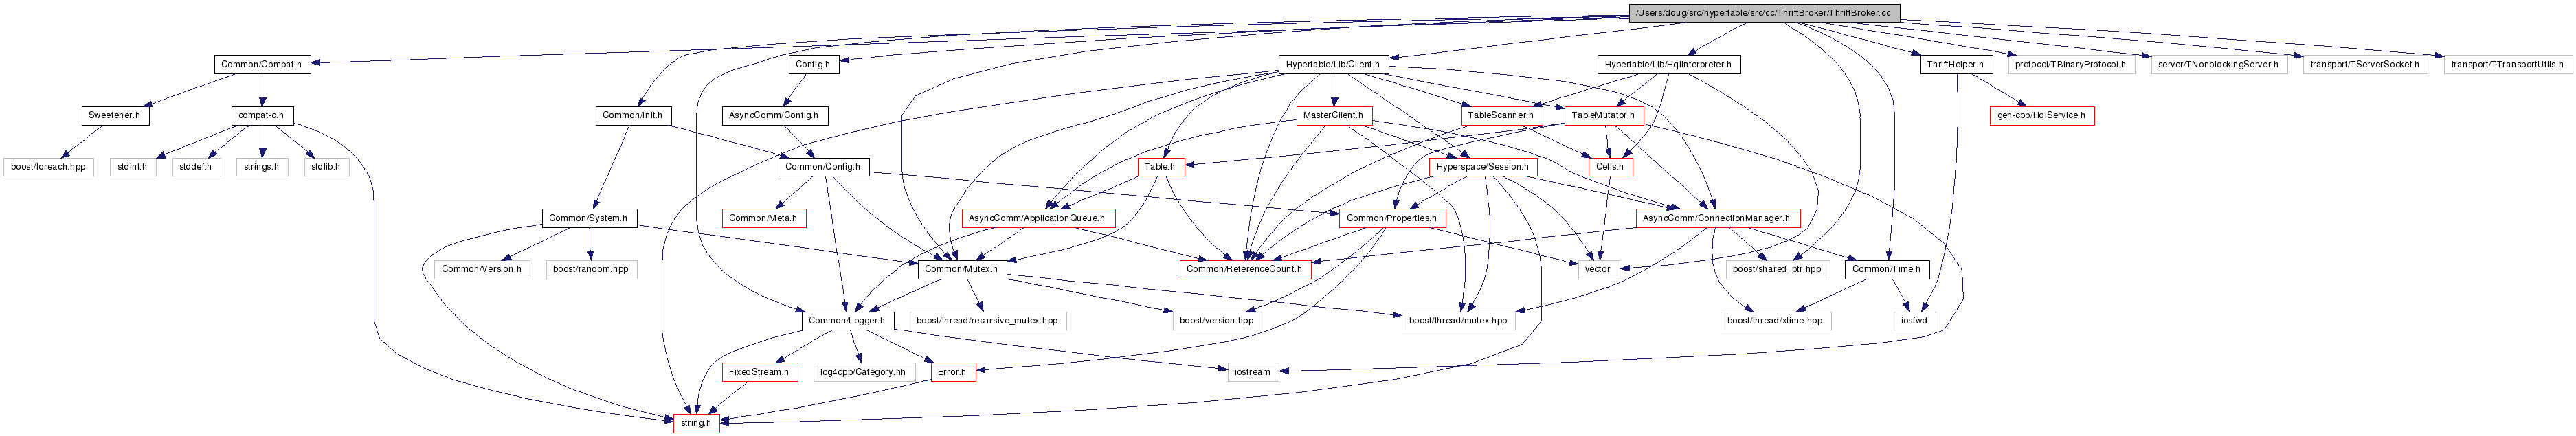 /Users/doug/src/hypertable/src/cc/ThriftBroker/ThriftBroker.cc
Common/Compat.h
Config.h
Hypertable/Lib/Client.h
Hypertable/Lib/HqlInterpreter.h
ThriftHelper.h
protocol/TBinaryProtocol.h
server/TNonblockingServer.h
transport/TServerSocket.h
transport/TTransportUtils.h
Sweetener.h
compat-c.h
Common/Init.h
AsyncComm/Config.h
MasterClient.h
TableScanner.h
TableMutator.h
gen-cpp/HqlService.h
boost/foreach.hpp
stdint.h
stddef.h
strings.h
stdlib.h
Common/Config.h
Table.h
Hyperspace/Session.h
Cells.h
Common/System.h
Common/Meta.h
AsyncComm/ApplicationQueue.h
Common/Properties.h
AsyncComm/ConnectionManager.h
Common/Version.h
boost/random.hpp
Common/Mutex.h
Common/ReferenceCount.h
vector
boost/shared_ptr.hpp
Common/Time.h
Common/Logger.h
boost/thread/recursive_mutex.hpp
boost/version.hpp
boost/thread/mutex.hpp
boost/thread/xtime.hpp
iosfwd
FixedStream.h
log4cpp/Category.hh
Error.h
iostream
string.h